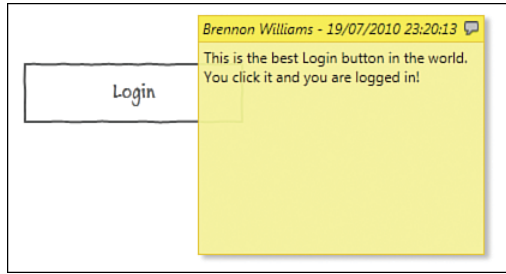 Brennon Williams - 19/07/2010 23:20:13
This is the best Login button in the world.
You click it and you are logged in!
Login